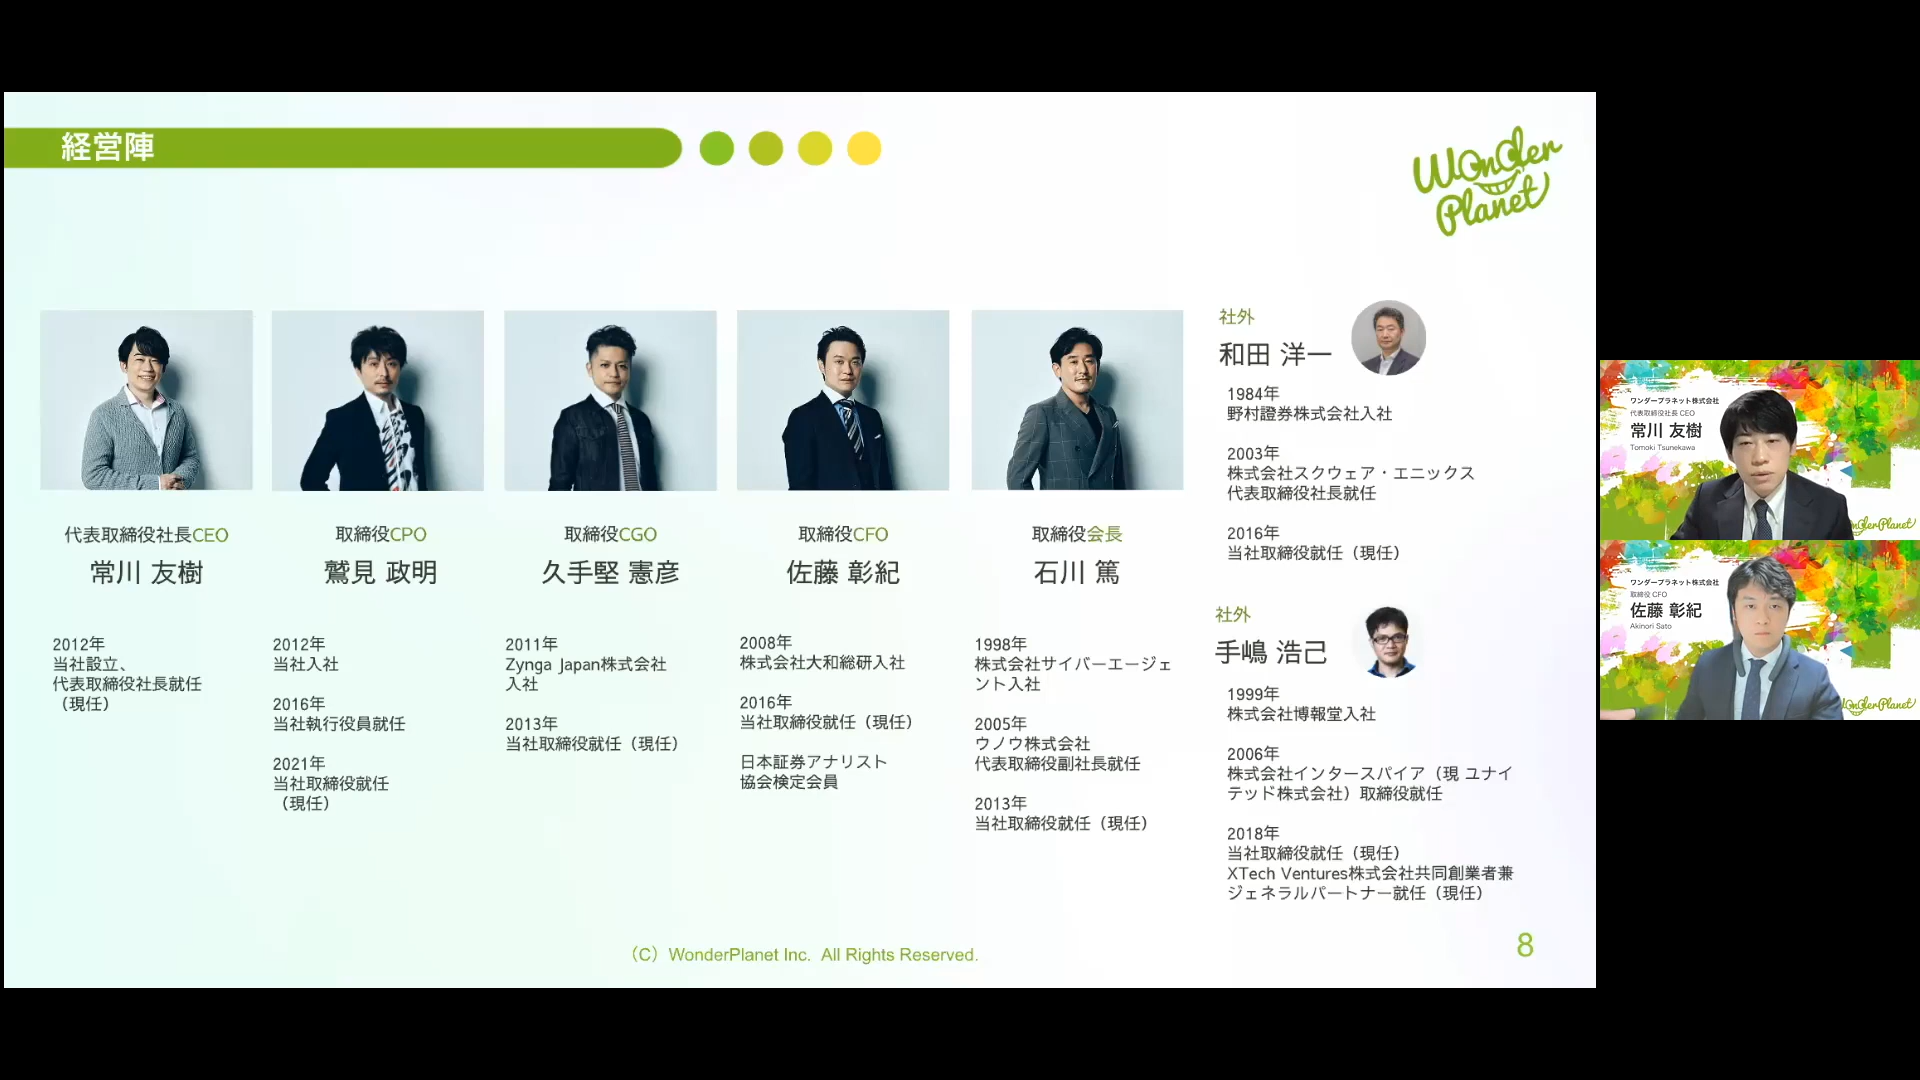 経営陣
Wonder
Planet
代表取締役社長CEO
常川 友樹
2012年
当社設立、
代表取締役社長就任
（現任）
取締役CPO
鷲見 政明
2012年
当社入社
2016年
当社執行役員就任
2021年
当社取締役就任
（現任）
取締役CGO
久手堅 憲彦
2011年
Zynga Japan株式会社
入社
2013年
当社取締役就任（現任）
取締役CFO
佐藤 彰紀
2008年
株式会社大和総研入社
2016年
当社取締役就任（現任）
日本証券アナリスト
協会検定会員
取締役会長
石川 篤
1998年
株式会社サイバーエージェ
ント入社
2005年
ウノウ株式会社
代表取締役副社長就任
2013年
当社取締役就任（現任）
社外
和田 洋一
1984年
野村證券株式会社入社
2003年
株式会社スクウェア・エニックス
代表取締役社長就任
2016年
当社取締役就任（現任）
社外
手嶋 浩己
1999年
株式会社博報堂入社
2006年
株式会社インタースパイア（現 ユナイ
テッド株式会社）取締役就任
2018年
当社取締役就任（現任）
XTech Ventures株式会社共同創業者兼
ジェネラルパートナー就任（現任）
（C）WonderPlanet Inc. All Rights Reserved.
8
ワンダープラネット株式会社
代表取締役社長 CEO
常川 友樹
Tomoki Tsunekawa
WonderPlanet
ワンダープラネット株式会社
取締役 CFO
佐藤 彰紀
Akinori Sato
WonderPlanet